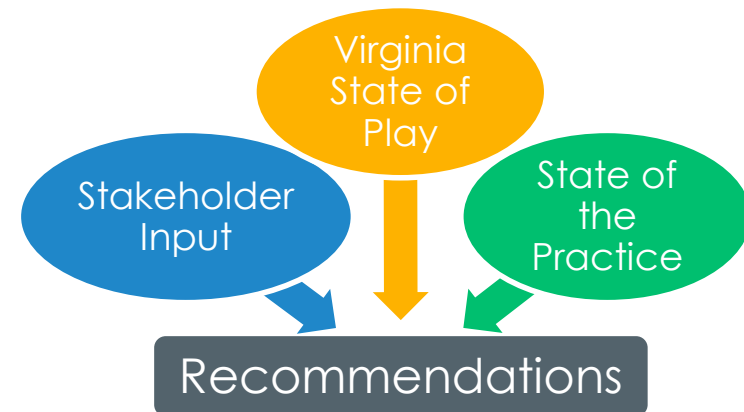 Virginia
State of
Play
Stakeholder
Input
State of
the
Practice
Recommendations